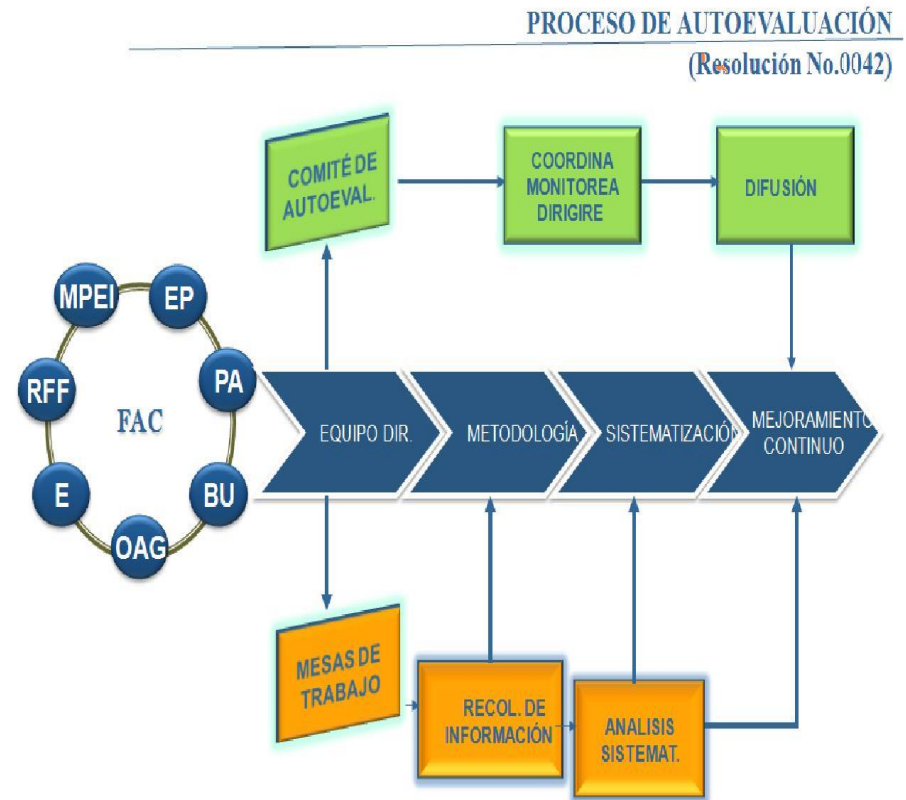 PROCESO DE AUTOEVALUACIÓN
(Resolución No.0042)
COMITÉ DE
AUTOEVAL.
COORDINA
MONITOREA
DIRIGIRE
DIFUSIÓN
MPEI
EP
RFF
PA
FAC
E
BU
OAG
EQUIPO DIR.
METODOLOGÍA
SISTEMATIZACIÓN
MEJORAMIENTO
CONTINUO
MESAS DE
TRABAJO
RECOL. DE
INFORMACIÓN
ANALISIS
SISTEMAT.